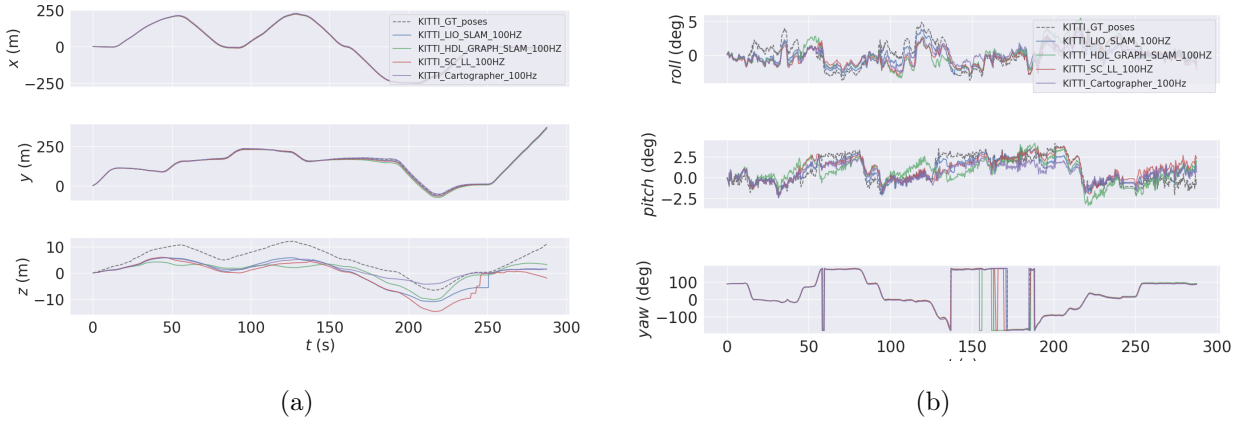 250
0
−250
x (m)
KITTI_GT_poses
KITTI_LIO_SLAM_100HZ
KITTI_HDL_GRAPH_SLAM_100HZ
KITTI_SC_LL_100HZ
KITTI_Cartographer_100Hz
250
0
y (m)
10
0
−10
z (m)
0 50 100 150 200 250 300
t (s)
(a)
5
0
roll (deg)
KITTI_GT_poses
KITTI_LIO_SLAM_100HZ
KITTI_HDL_GRAPH_SLAM_100HZ
KITTI_SC_LL_100HZ
KITTI_Cartographer_100Hz
2.5
0.0
−2.5
pitch (deg)
100
−100
yaw (deg)
0 50 100 150 200 250 300
(b)